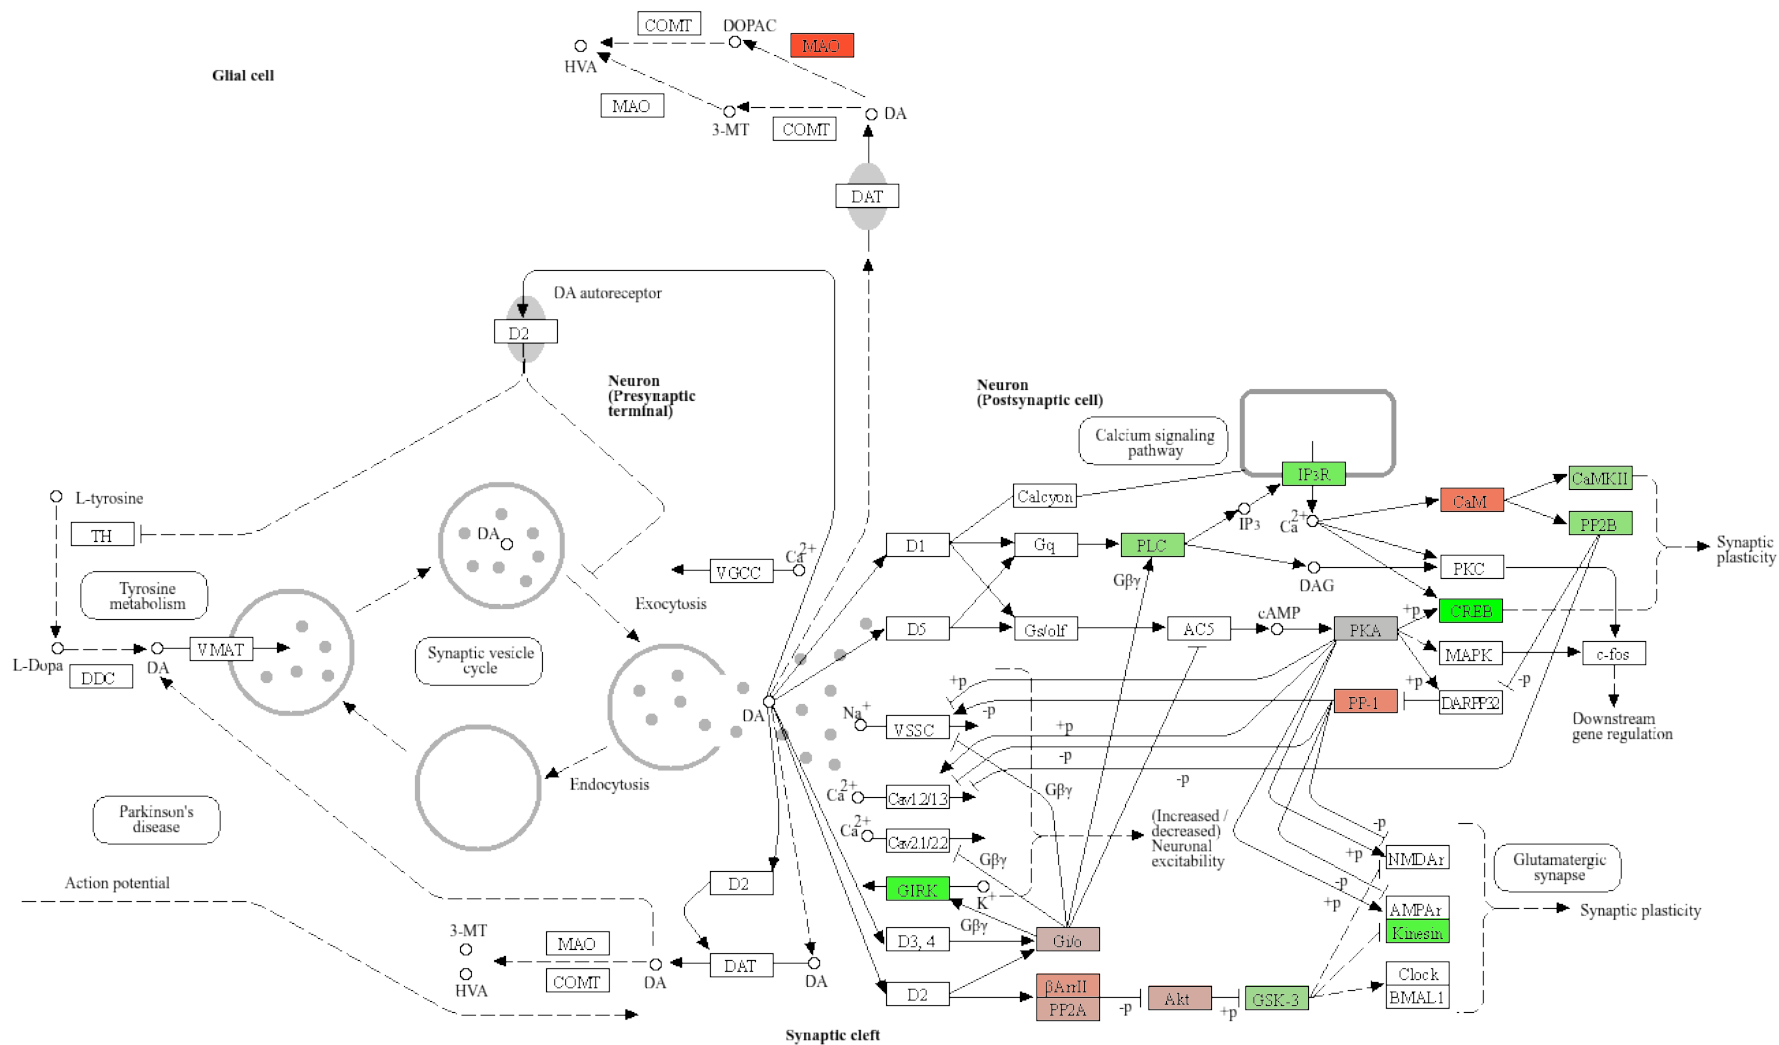 COMT
DOPAC
MAO
HVA
Glial cell
MAO
3-MT
COMT
DA
DAT
DA autoreceptor
D2
Neuron
(Presynaptic
terminal)
Neuron
(Postsynaptic cell)
Calcium signaling
pathway
IP3R
CaMKII
L-tyrosine
TH
DA
Calcyon
IP3
Ca2+
CaM
PP2B
Synaptic
plasticity
VGCC
Ca2+
D1
Gq
PLC
Gβγ
DAG
PKC
Tyrosine
metabolism
Exocytosis
CREB
+p
L-Dopa
DDC
DA
VMAT
Synaptic vesicle
cycle
D5
Gs/olf
AC5
cAMP
PKA
MAPK
c-fos
+p
-p
DA
+p
-p
PP-1
DARPP32
Na+
VSSC
+p
-p
-p
Downstream
gene regulation
Endocytosis
Ca2+
Cav1.2/1.3
Gβγ
Parkinson's
disease
Ca2+
Cav2.1/2.2
Gβγ
(Increased /
decreased)
Neuronal
excitability
-p
+p
NMDAr
Glutamatergic
synapse
Action potential
D2
GIRK
K+
Gβγ
-p
+p
AMPAr
Kinesin
Synaptic plasticity
3-MT
HVA
MAO
COMT
DA
DAT
DA
D3, 4
Gi/o
D2
βArrII
PP2A
-p
Akt
+p
GSK-3
Clock
BMAL1
Synaptic cleft